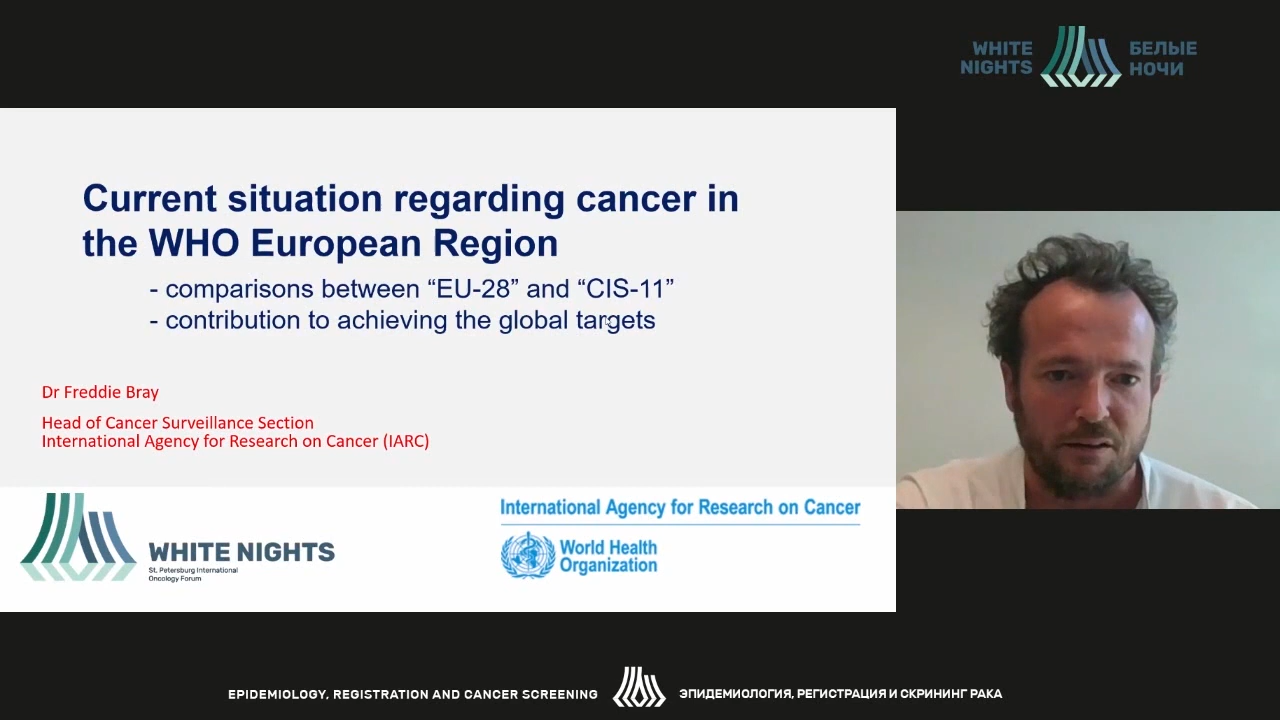 WHITE
NIGHTS
БЕЛЫЕ
НОЧИ
Current situation regarding cancer in
the WHO European Region
- comparisons between “EU-28” and “CIS-11”
- contribution to achieving the global targets
Dr Freddie Bray
Head of Cancer Surveillance Section
International Agency for Research on Cancer (IARC)
WHITE NIGHTS
St. Petersburg International
Oncology Forum
International Agency for Research on Cancer
World Health
Organization
EPIDEMIOLOGY, REGISTRATION AND CANCER SCREENING
ЭПИДЕМИОЛОГИЯ, РЕГИСТРАЦИЯ И СКРИНИНГ РАКА